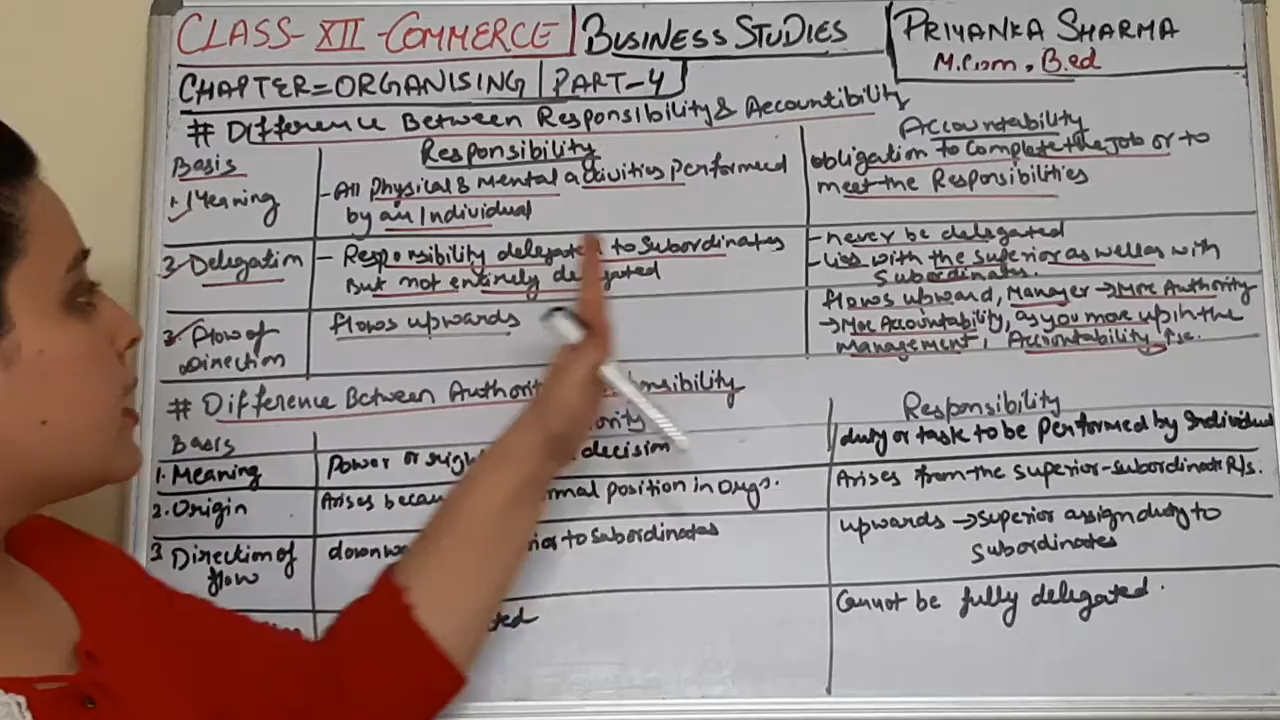 CLASS-XII-COMMERCE | BUSINESS STUDIES
PRIYANKA SHARMA
M.Com, B.ed
CHAPTER=ORGANISING | PART-4
# DIFFERENCE BETWEEN RESPONSIBILITY & ACCOUNTIBILITY
Basis
Responsibility
Accountability
1. Meaning
- All Physical & Mental activities performed
by an Individual
obligation to complete the job or to
meet the Responsibilities
2. Delegation
- Responsibility delegated to Subordinates
But not entirely delegated
- never be delegated
- Lies with the superior as well as with
Subordinates.
3. Flow of
Direction
flows upwards
flows upward, Manager → More Authority
→ More Accountability, as you move up in the
Management, Accountability ↑se.
# DIFFERENCE BETWEEN AUTHORI
Basis
Responsibility
1. Meaning
Power or decision
duty or task to be performed by Individual
2. Origin
Arises position in Orgs.
Arises from the superior-subordinate R/s.
3 Direction of
flow
to subordinates
upwards → superior assign duty to
subordinates
Cannot be fully delegated.